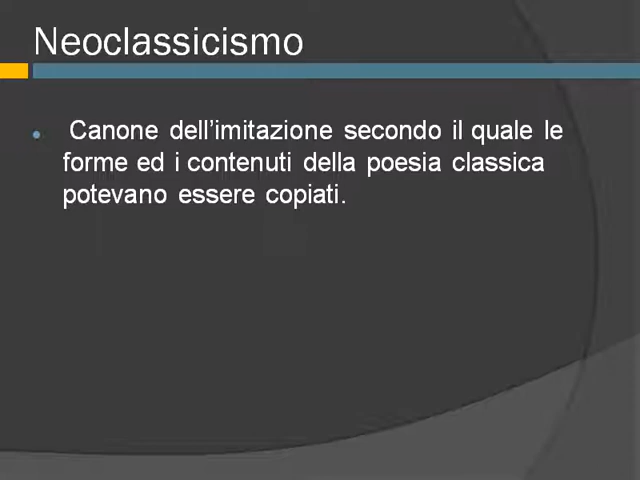 Neoclassicismo
Canone dell'imitazione secondo il quale le
forme ed i contenuti della poesia classica
potevano essere copiati.